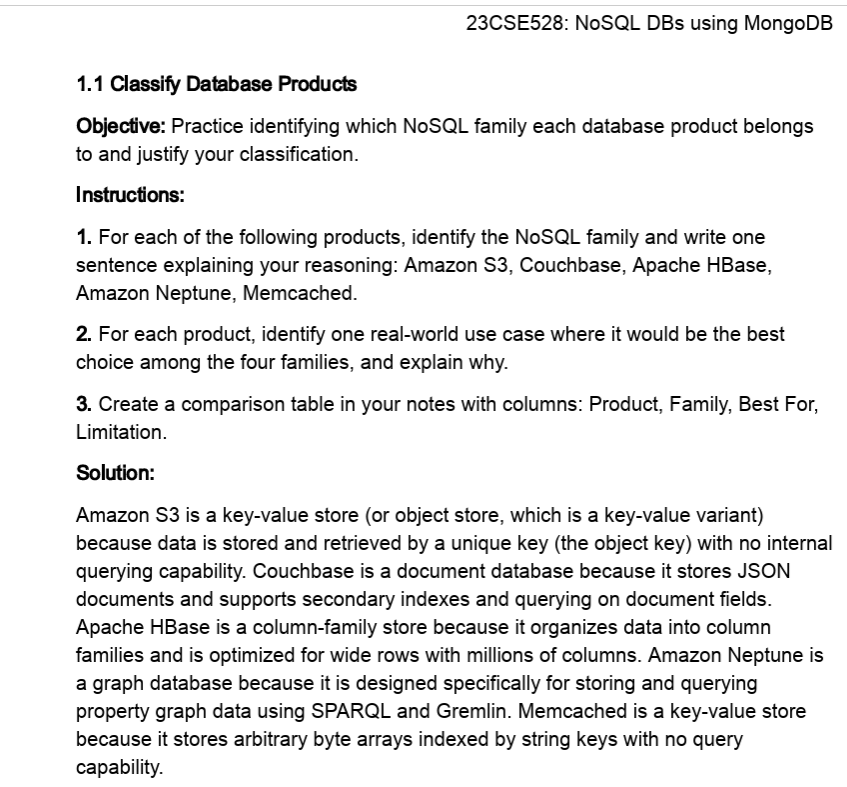 23CSE528: NoSQL DBs using MongoDB
1.1 Classify Database Products
Objective: Practice identifying which NoSQL family each database product belongs
to and justify your classification.
Instructions:
1. For each of the following products, identify the NoSQL family and write one
sentence explaining your reasoning: Amazon S3, Couchbase, Apache HBase,
Amazon Neptune, Memcached.
2. For each product, identify one real-world use case where it would be the best
choice among the four families, and explain why.
3. Create a comparison table in your notes with columns: Product, Family, Best For,
Limitation.
Solution:
Amazon S3 is a key-value store (or object store, which is a key-value variant)
because data is stored and retrieved by a unique key (the object key) with no internal
querying capability. Couchbase is a document database because it stores JSON
documents and supports secondary indexes and querying on document fields.
Apache HBase is a column-family store because it organizes data into column
families and is optimized for wide rows with millions of columns. Amazon Neptune is
a graph database because it is designed specifically for storing and querying
property graph data using SPARQL and Gremlin. Memcached is a key-value store
because it stores arbitrary byte arrays indexed by string keys with no query
capability.